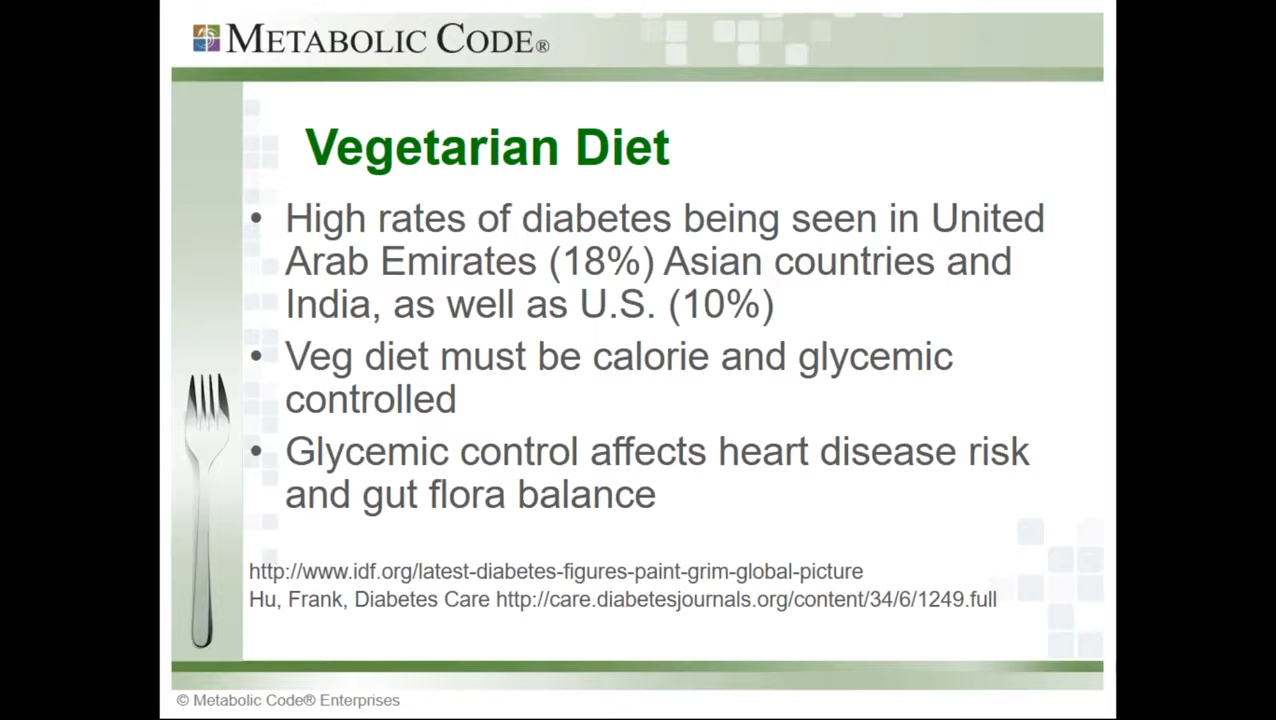 METABOLIC CODE®
Vegetarian Diet
• High rates of diabetes being seen in United
Arab Emirates (18%) Asian countries and
India, as well as U.S. (10%)
• Veg diet must be calorie and glycemic
controlled
• Glycemic control affects heart disease risk
and gut flora balance
http://www.idf.org/latest-diabetes-figures-paint-grim-global-picture
Hu, Frank, Diabetes Care http://care.diabetesjournals.org/content/34/6/1249.full
© Metabolic Code® Enterprises